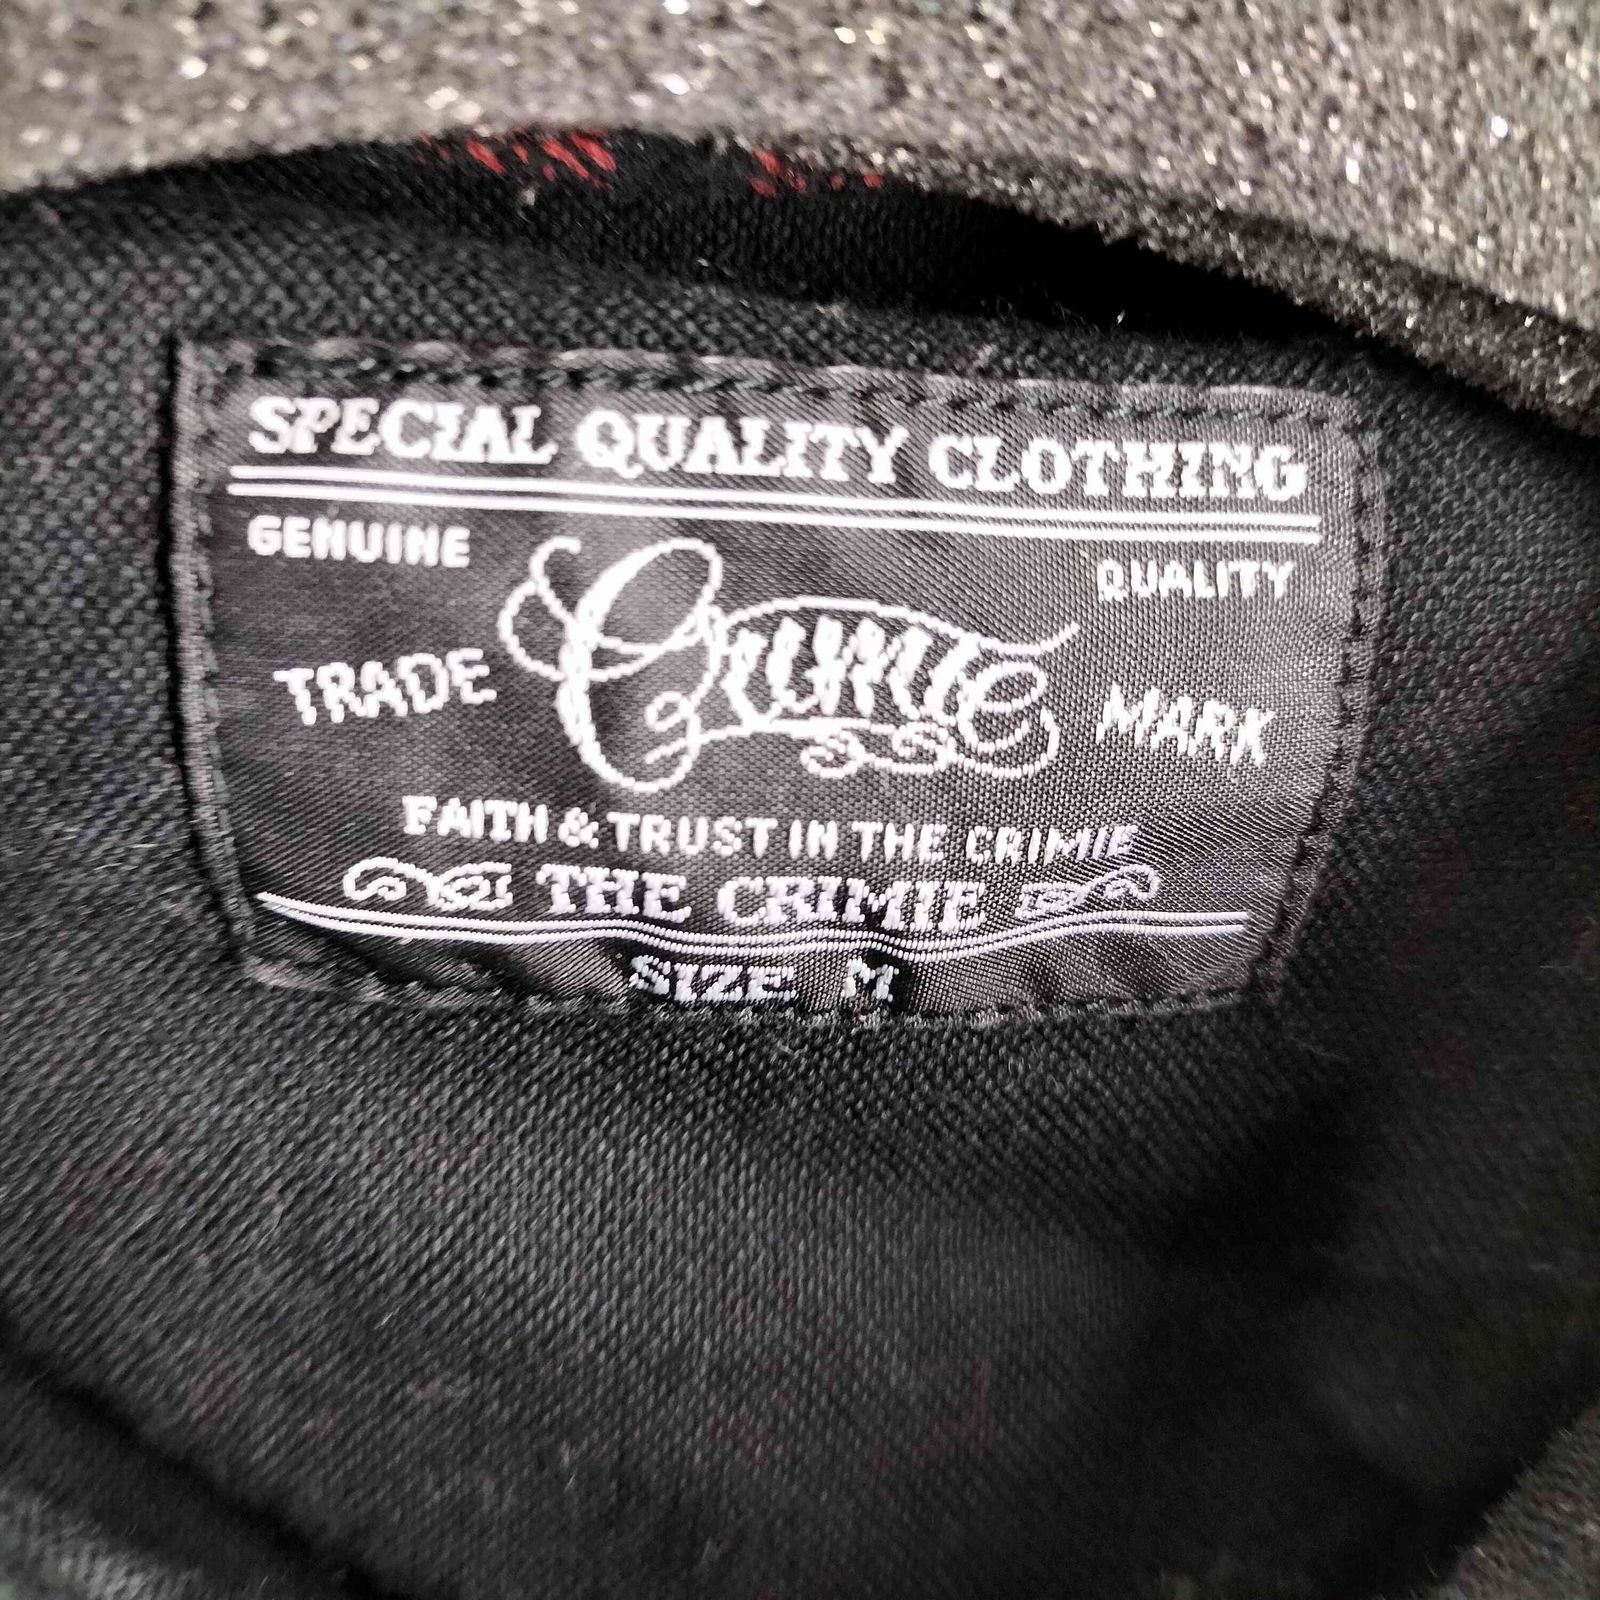 SPECIAL QUALITY CLOTHING
GENUINE QUALITY
TRADE Crimie MARK
FAITH & TRUST IN THE CRIMIE
THE CRIMIE
SIZE M